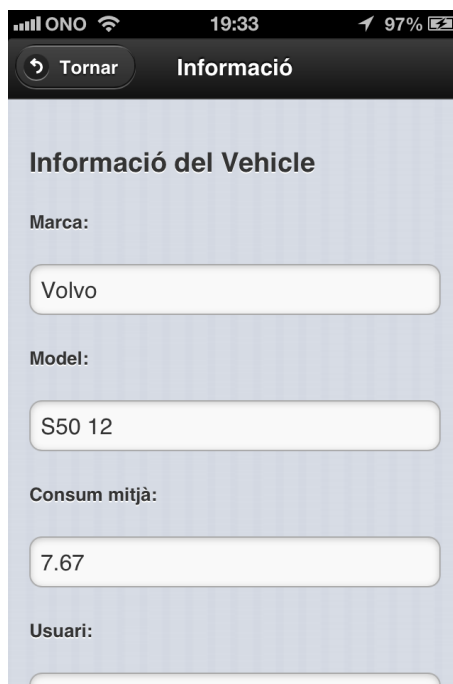 ONO 19:33 97%
Tornar Informació
Informació del Vehicle
Marca:
Volvo
Model:
S50 12
Consum mitjà:
7.67
Usuari: